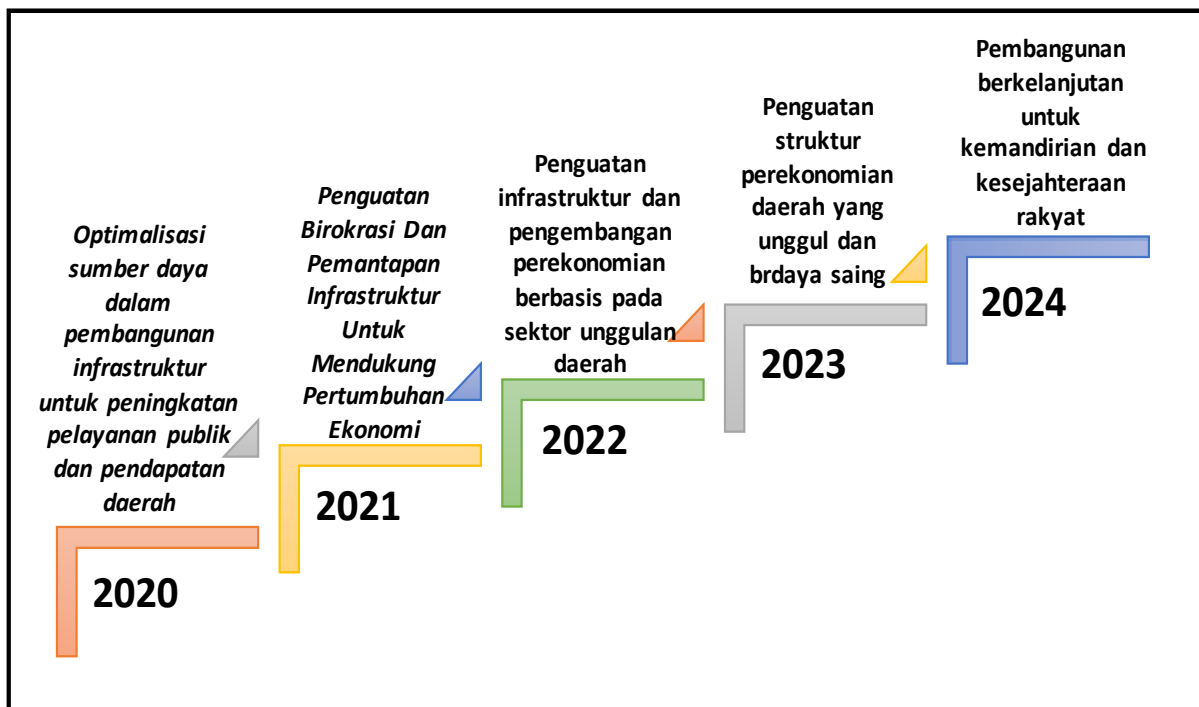 Optimalisasi
sumber daya
dalam
pembangunan
infrastruktur
untuk peningkatan
pelayanan publik
dan pendapatan
daerah
2020
Penguatan
Birokrasi Dan
Pemantapan
Infrastruktur
Untuk
Mendukung
Pertumbuhan
Ekonomi
2021
Penguatan
infrastruktur dan
pengembangan
perekonomian
berbasis pada
sektor unggulan
daerah
2022
Penguatan
struktur
perekonomian
daerah yang
unggul dan
brdaya saing
2023
Pembangunan
berkelanjutan
untuk
kemandirian dan
kesejahteraan
rakyat
2024